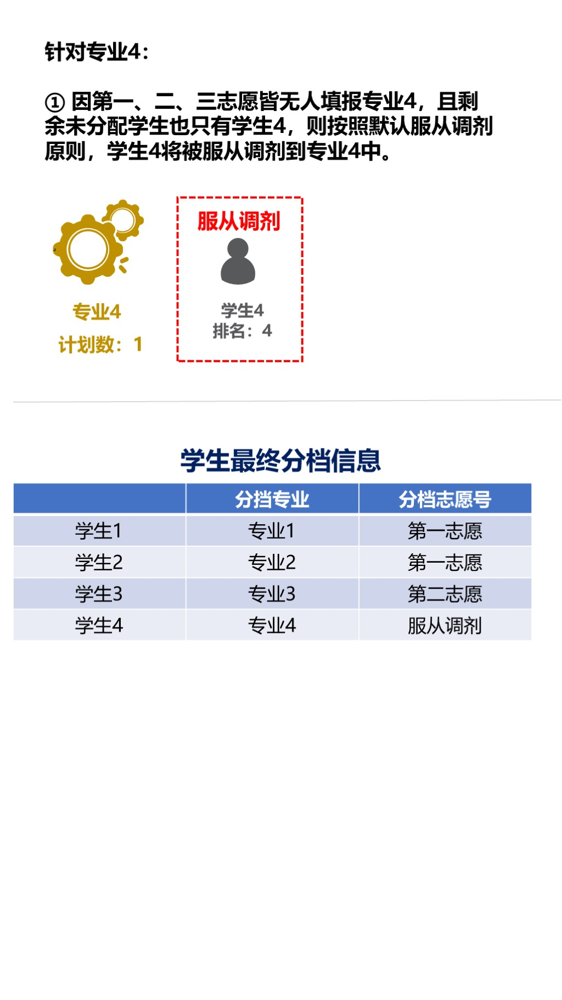 针对专业4：
① 因第一、二、三志愿皆无人填报专业4，且剩
余未分配学生也只有学生4，则按照默认服从调剂
原则，学生4将被服从调剂到专业4中。
服从调剂
专业4
计划数：1
学生4
排名：4
学生最终分档信息
分挡专业 分档志愿号
学生1 专业1 第一志愿
学生2 专业2 第一志愿
学生3 专业3 第二志愿
学生4 专业4 服从调剂